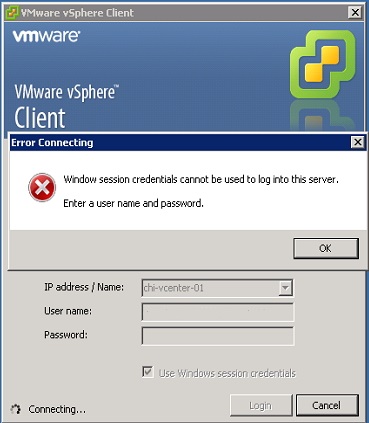 VMware vSphere Client
vmware®
VMware vSphere™
Client
Error Connecting
Window session credentials cannot be used to log into this server.
Enter a user name and password.
OK
IP address / Name: chi-vcenter-01
User name:
Password:
Use Windows session credentials
Connecting... Login Cancel